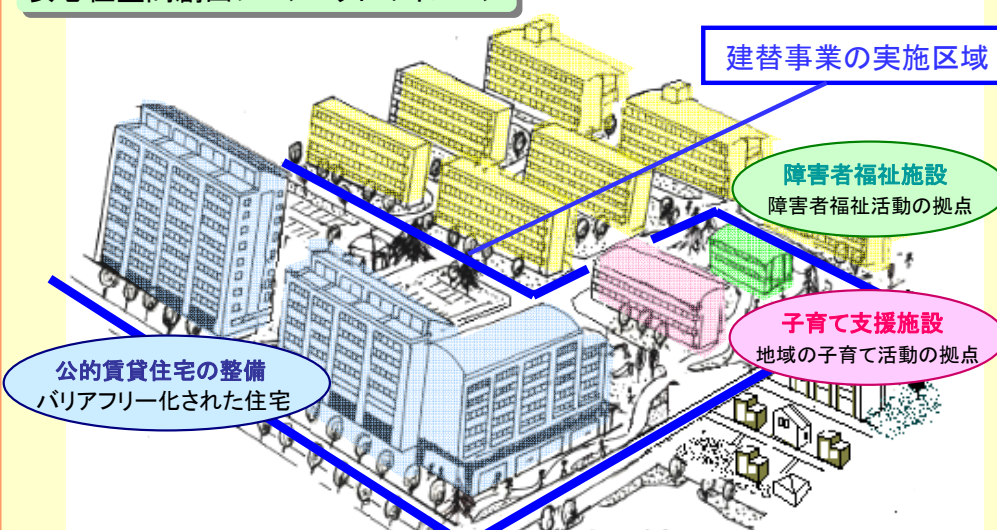 建替事業の実施区域
障害者福祉施設
障害者福祉活動の拠点
子育て支援施設
地域の子育て活動の拠点
公的賃貸住宅の整備
バリアフリー化された住宅